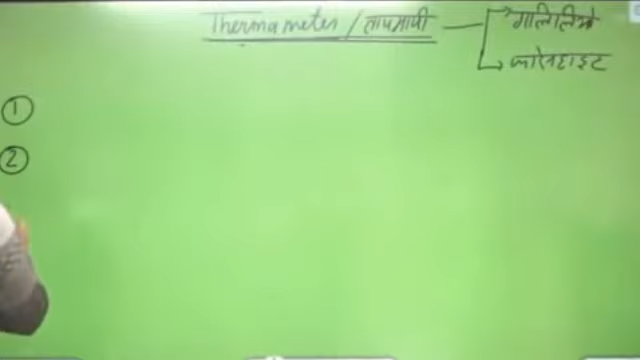 Thermameter / तापमापी — गालिलियो
फारेनहाइट
①
②